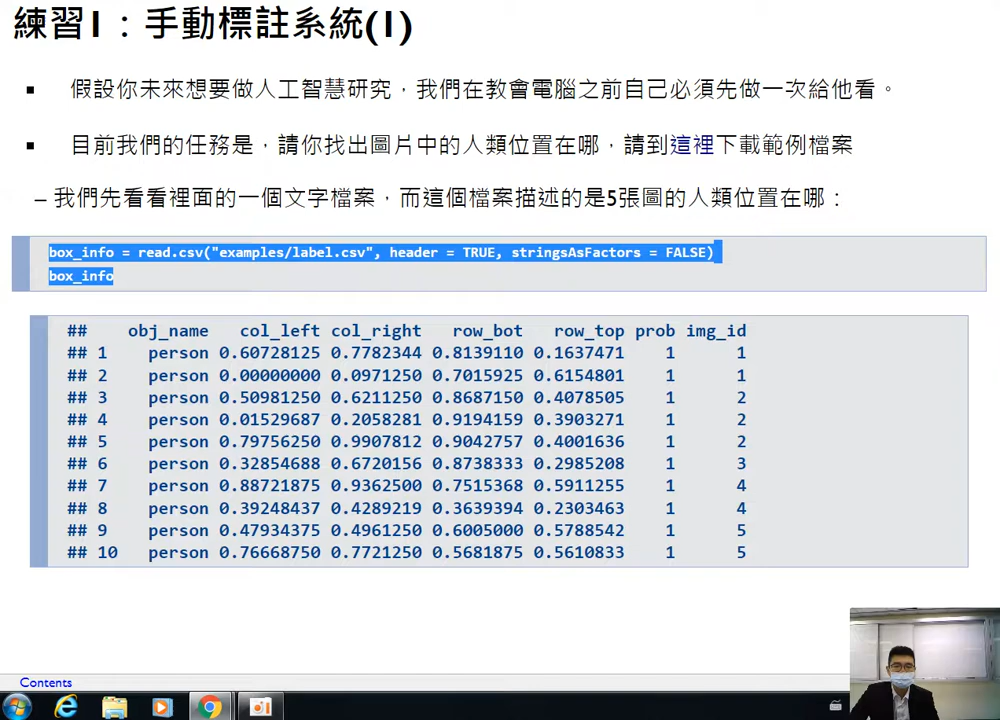 練習1：手動標註系統(1)
▪ 假設你未來想要做人工智慧研究，我們在教會電腦之前自己必須先做一次給他看。
▪ 目前我們的任務是，請你找出圖片中的人類位置在哪，請到這裡下載範例檔案
– 我們先看看裡面的一個文字檔案，而這個檔案描述的是5張圖的人類位置在哪：
box_info = read.csv("examples/label.csv", header = TRUE, stringsAsFactors = FALSE)
box_info
## obj_name col_left col_right row_bot row_top prob img_id
## 1 person 0.60728125 0.7782344 0.8139110 0.1637471 1 1
## 2 person 0.00000000 0.0971250 0.7015925 0.6154801 1 1
## 3 person 0.50981250 0.6211250 0.8687150 0.4078505 1 2
## 4 person 0.01529687 0.2058281 0.9194159 0.3903271 1 2
## 5 person 0.79756250 0.9907812 0.9042757 0.4001636 1 2
## 6 person 0.32854688 0.6720156 0.8738333 0.2985208 1 3
## 7 person 0.88721875 0.9362500 0.7515368 0.5911255 1 4
## 8 person 0.39248437 0.4289219 0.3639394 0.2303463 1 4
## 9 person 0.47934375 0.4961250 0.6005000 0.5788542 1 5
## 10 person 0.76668750 0.7721250 0.5681875 0.5610833 1 5
Contents